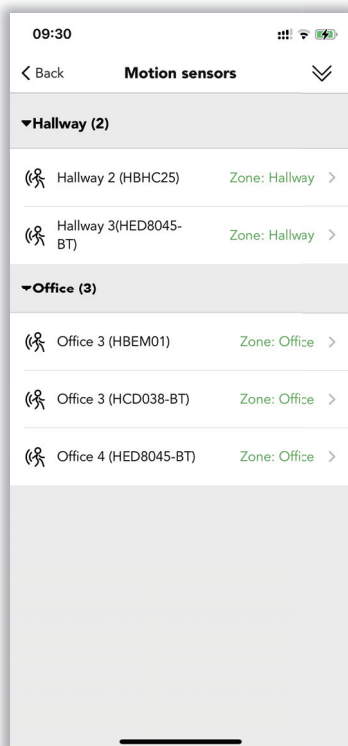 09:30
Back Motion sensors
Hallway (2)
Hallway 2 (HBHC25) Zone: Hallway
Hallway 3(HED8045-
BT) Zone: Hallway
Office (3)
Office 3 (HBEM01) Zone: Office
Office 3 (HCD038-BT) Zone: Office
Office 4 (HED8045-BT) Zone: Office